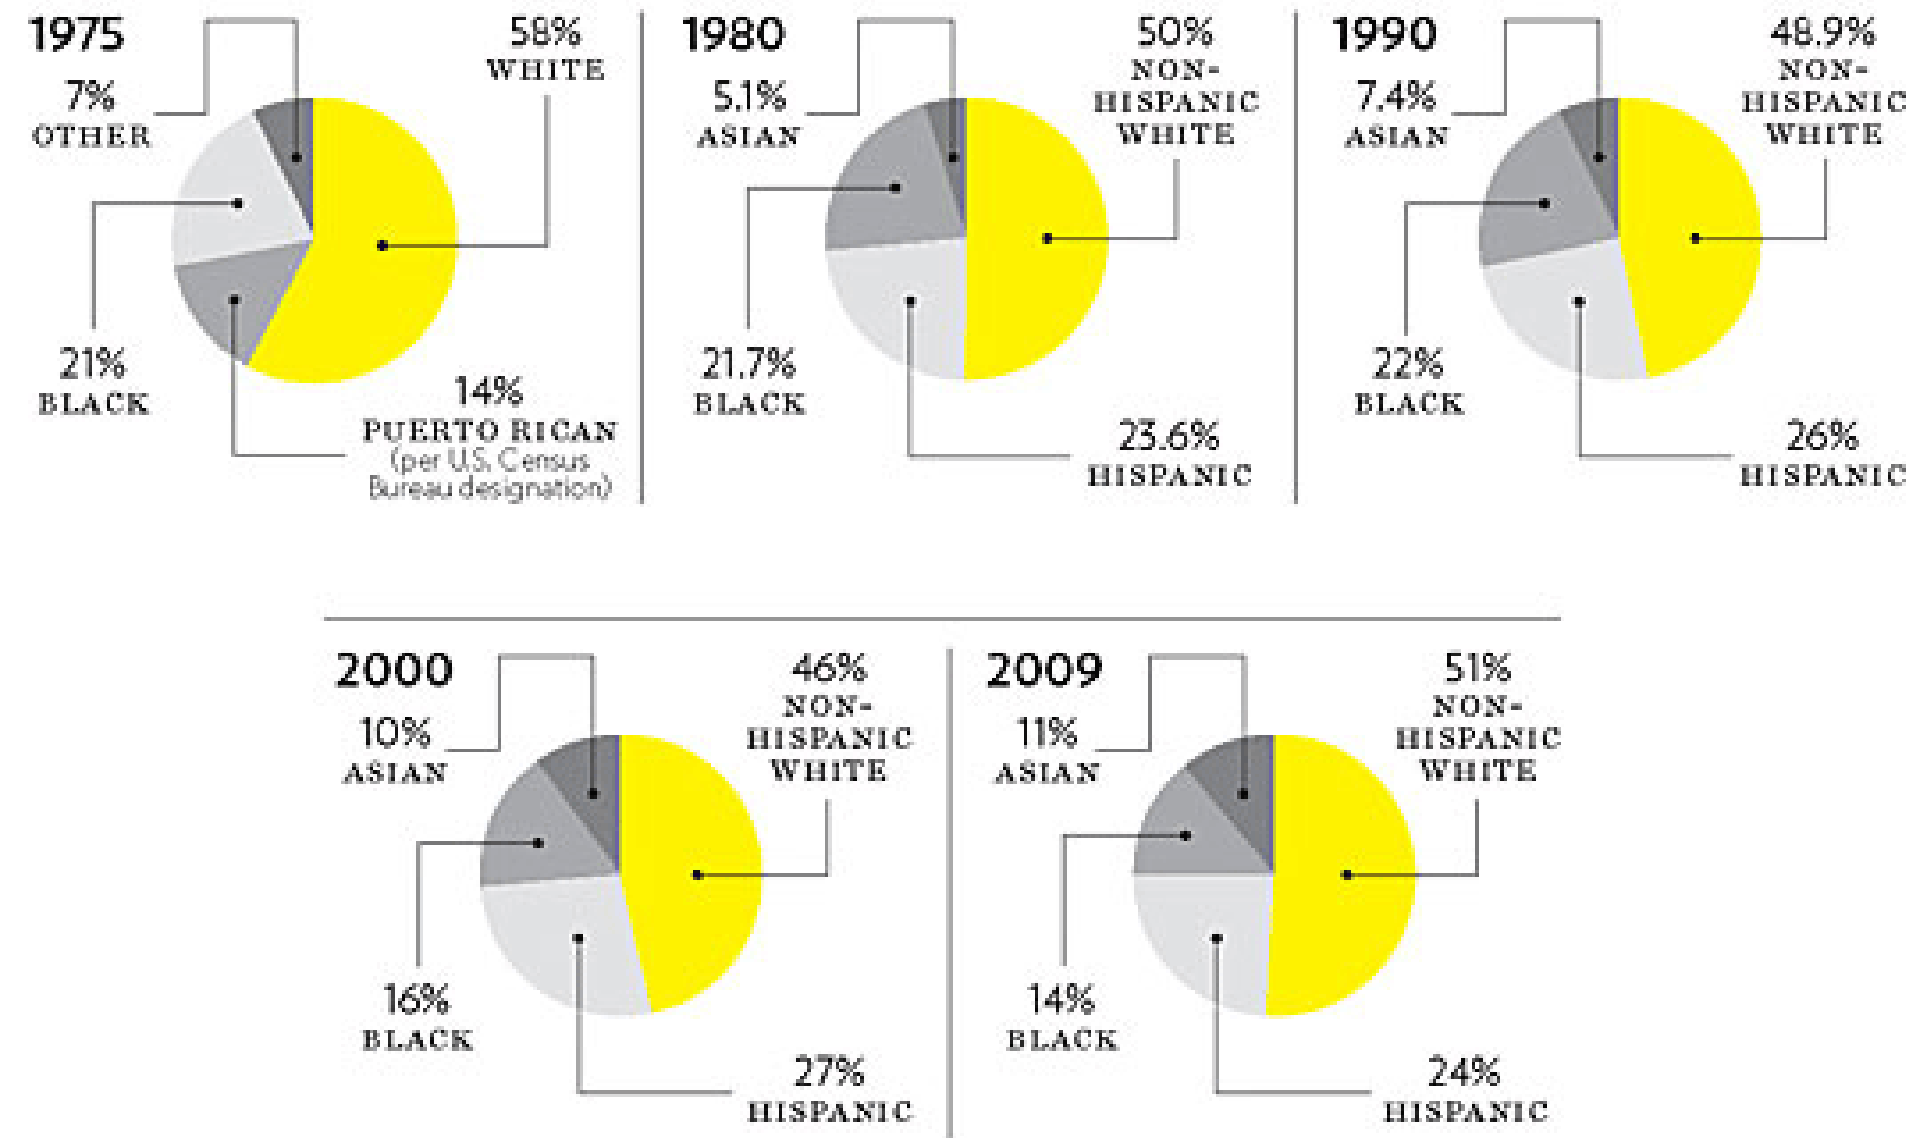 1975
58%
WHITE
7%
OTHER
21%
BLACK
14%
PUERTO RICAN
(per U.S. Census
Bureau designation)
1980
50%
NON-
HISPANIC
WHITE
5.1%
ASIAN
21.7%
BLACK
23.6%
HISPANIC
1990
48.9%
NON-
HISPANIC
WHITE
7.4%
ASIAN
22%
BLACK
26%
HISPANIC
2000
46%
NON-
HISPANIC
WHITE
10%
ASIAN
16%
BLACK
27%
HISPANIC
2009
51%
NON-
HISPANIC
WHITE
11%
ASIAN
14%
BLACK
24%
HISPANIC